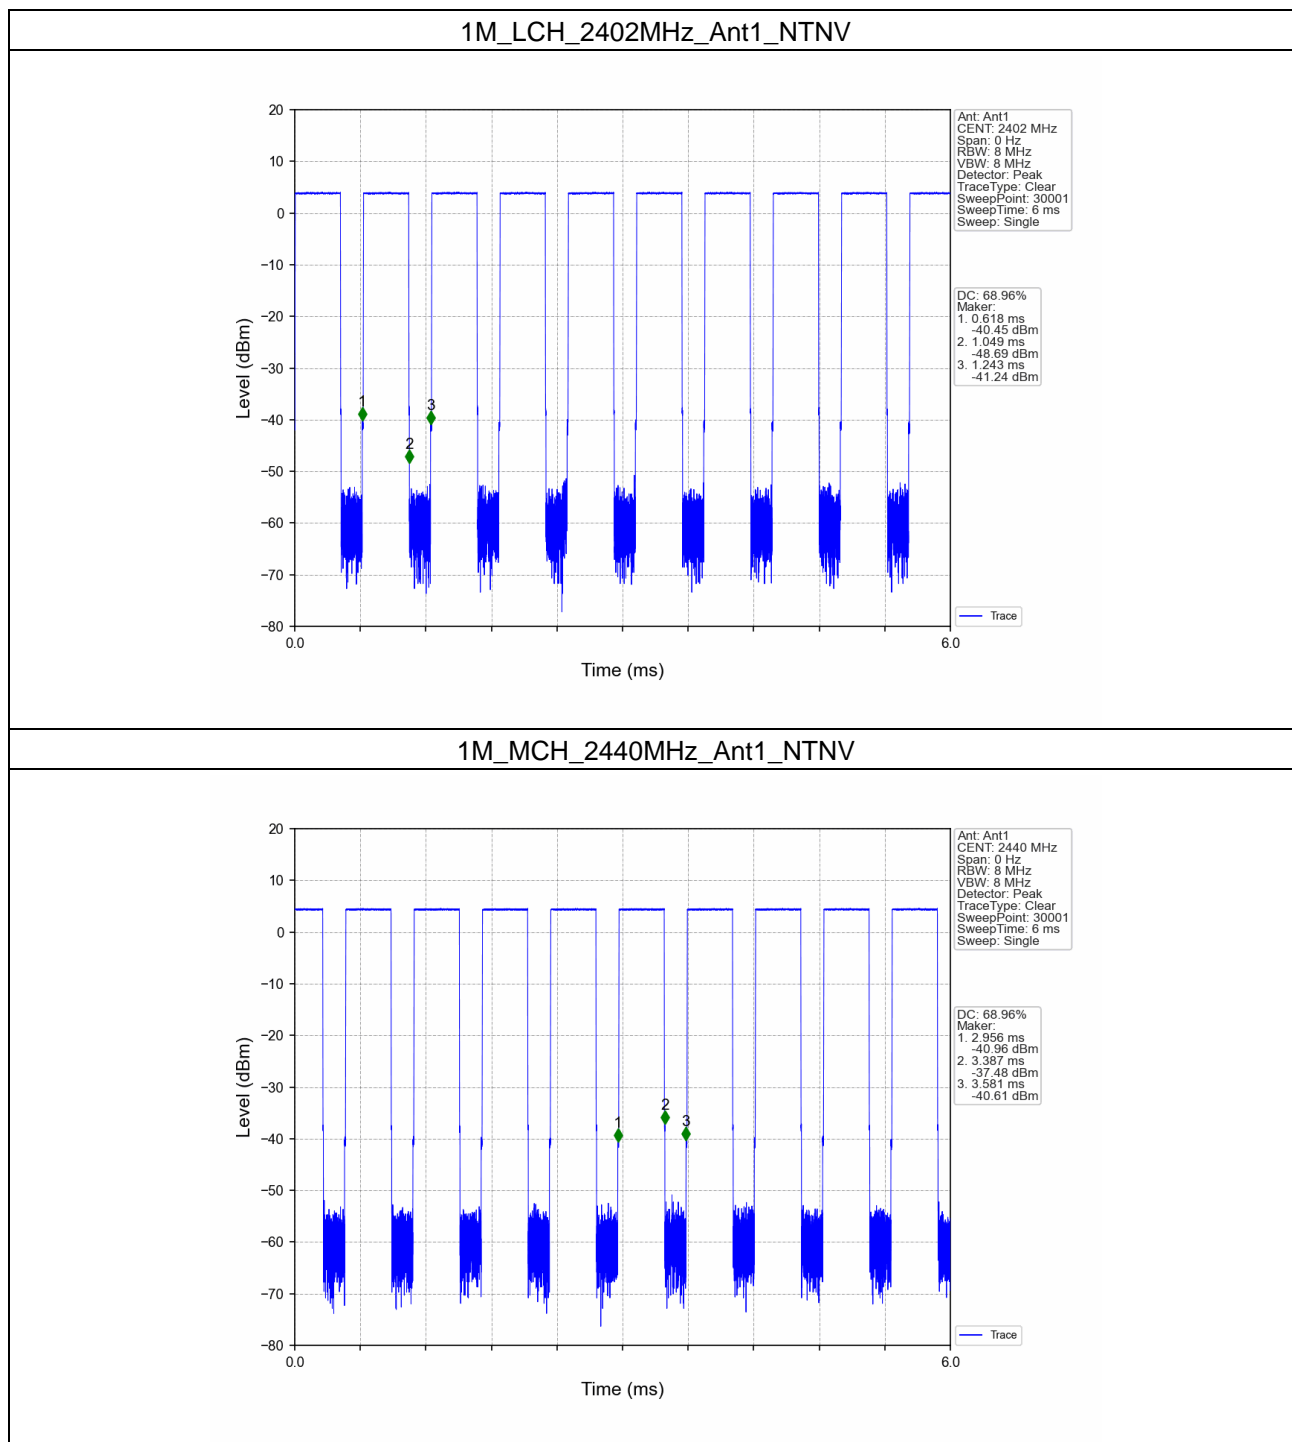 1M_LCH_2402MHz_Ant1_NTNV
20
10
0
−10
−20
−30
−40
−50
−60
−70
−80
Level (dBm)
1
2
3
0.0
6.0
Time (ms)
Ant: Ant1
CENT: 2402 MHz
Span: 0 Hz
RBW: 8 MHz
VBW: 8 MHz
Detector: Peak
TraceType: Clear
SweepPoint: 30001
SweepTime: 6 ms
Sweep: Single
DC: 68.96%
Maker:
1. 0.618 ms
-40.45 dBm
2. 1.049 ms
-48.69 dBm
3. 1.243 ms
-41.24 dBm
Trace
1M_MCH_2440MHz_Ant1_NTNV
20
10
0
−10
−20
−30
−40
−50
−60
−70
−80
Level (dBm)
1
2
3
0.0
6.0
Time (ms)
Ant: Ant1
CENT: 2440 MHz
Span: 0 Hz
RBW: 8 MHz
VBW: 8 MHz
Detector: Peak
TraceType: Clear
SweepPoint: 30001
SweepTime: 6 ms
Sweep: Single
DC: 68.96%
Maker:
1. 2.956 ms
-40.96 dBm
2. 3.387 ms
-37.48 dBm
3. 3.581 ms
-40.61 dBm
Trace